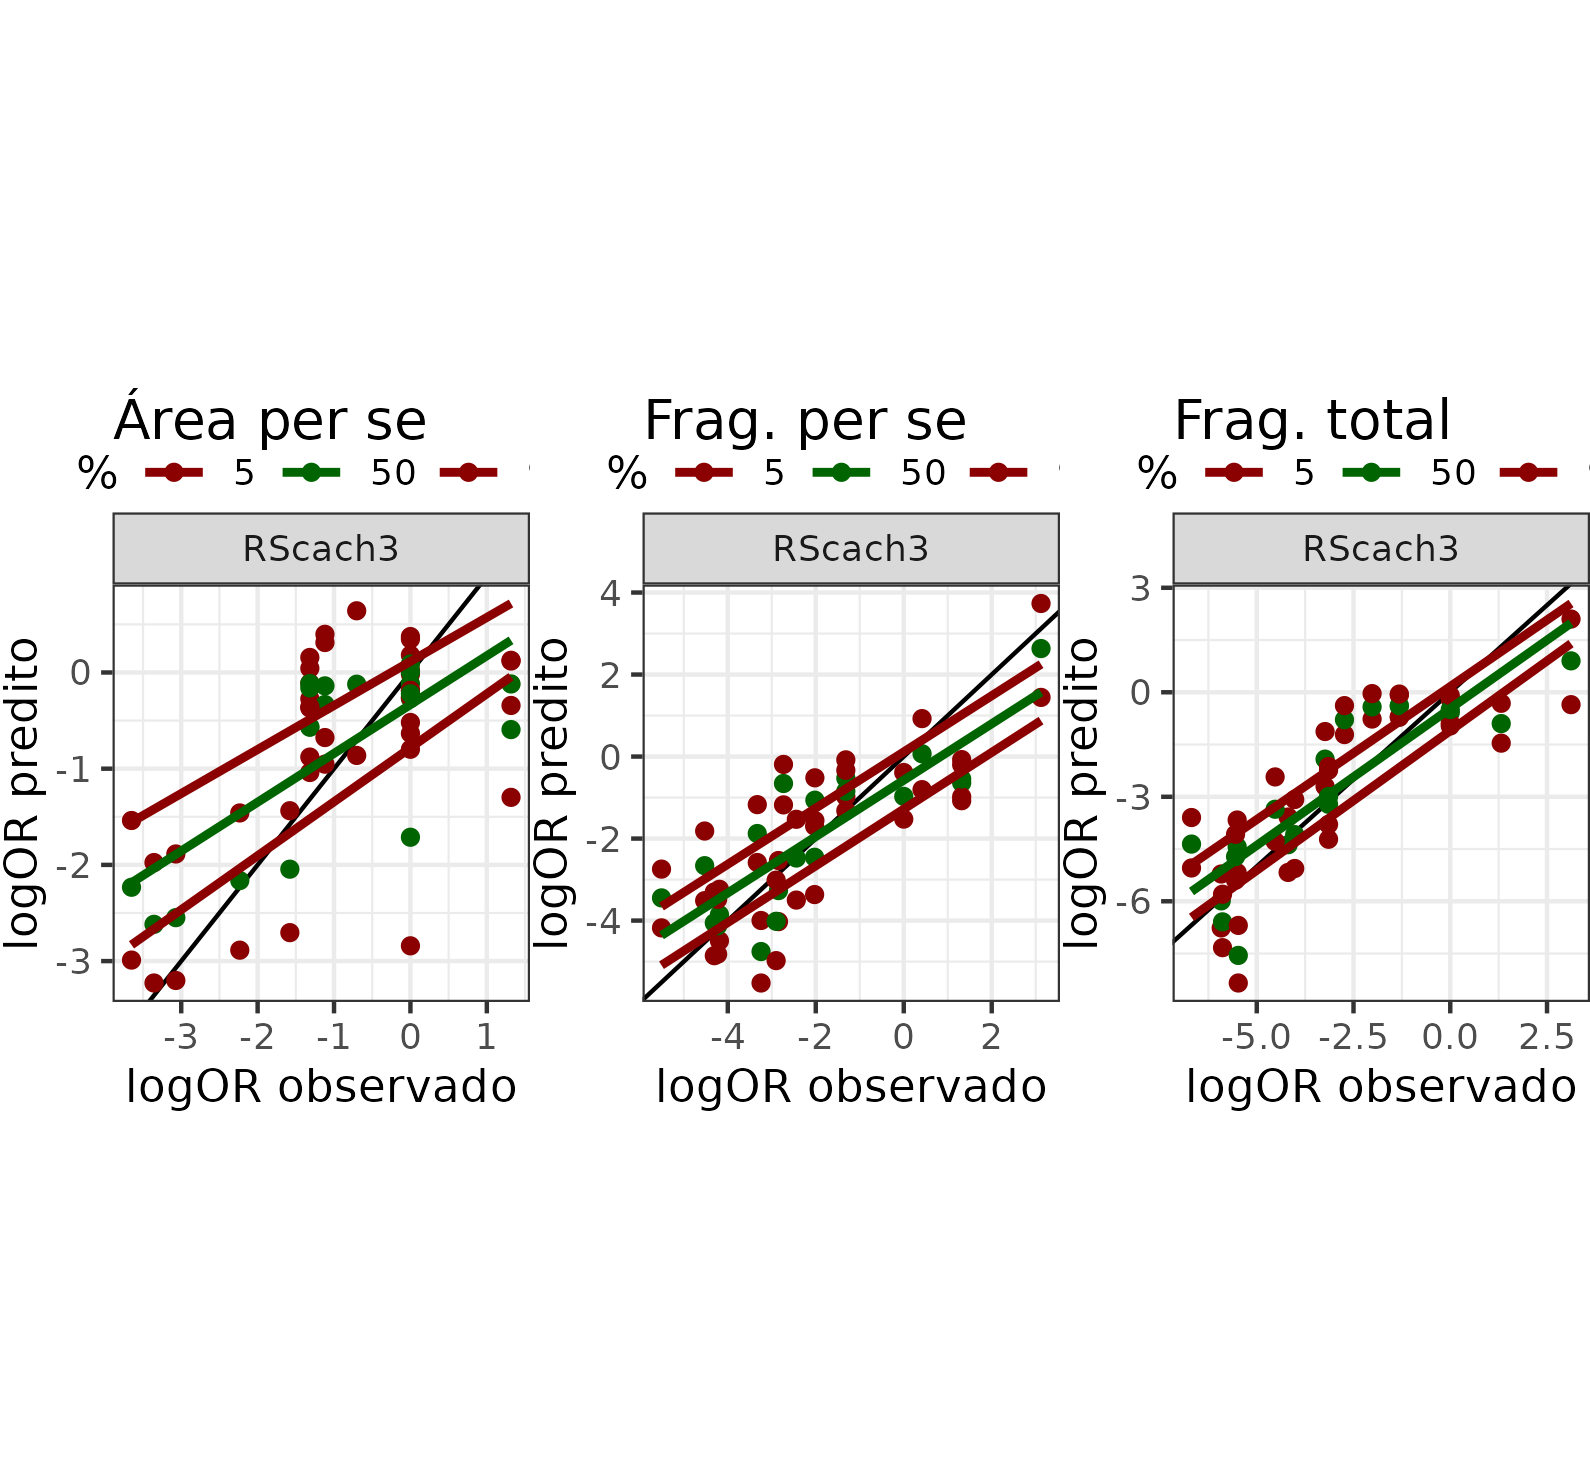 Área per se
% 5 50
RScach3
0
-1
-2
-3
-3 -2 -1 0 1
logOR predito
logOR observado
Frag. per se
% 5 50
RScach3
4
2
0
-2
-4
-4 -2 0 2
logOR predito
logOR observado
Frag. total
% 5 50
RScach3
3
0
-3
-6
-5.0 -2.5 0.0 2.5
logOR predito
logOR observado